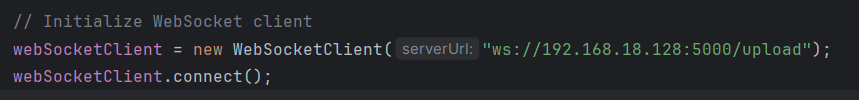 // Initialize WebSocket client
webSocketClient = new WebSocketClient( serverUrl: "ws://192.168.18.128:5000/upload");
webSocketClient.connect();